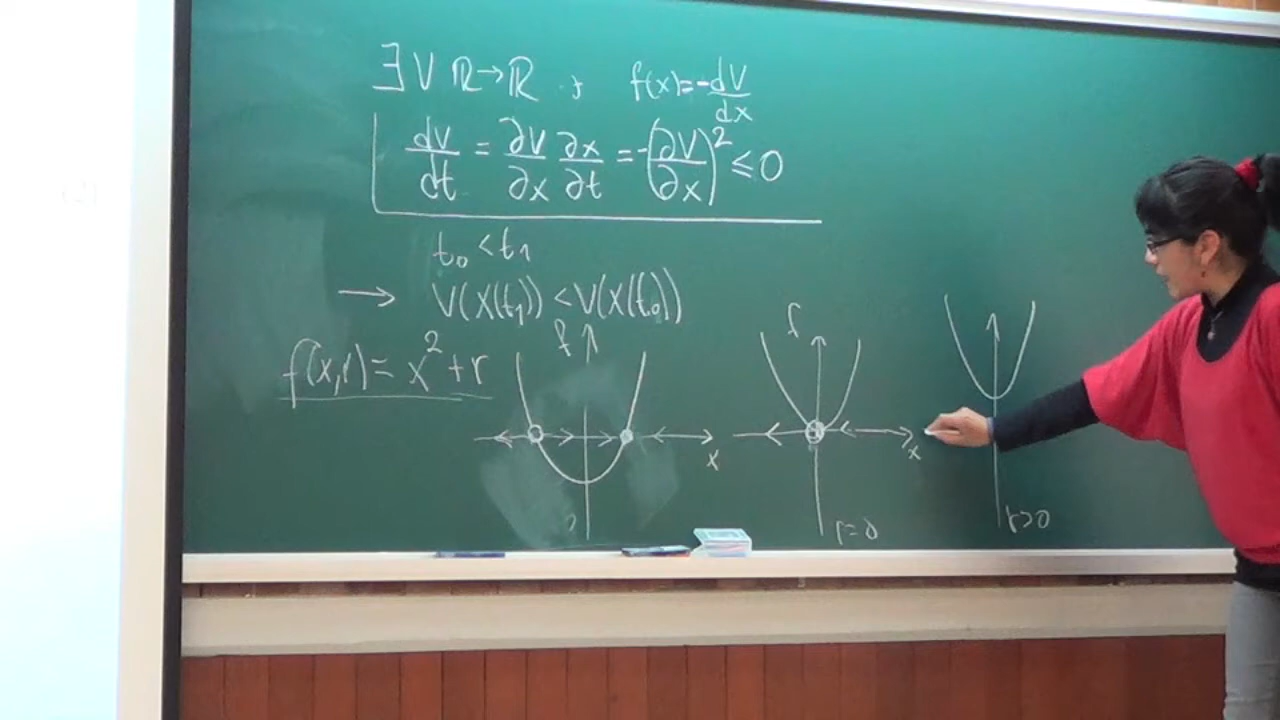 ∃ V ℝ→ℝ . + f(x)=-dV/dx
dV/dt = ∂V/∂x ∂x/∂t = -(∂V/∂x)² ≤ 0
t₀ < t₁
→ V(x(t₁)) < V(x(t₀))
f(x,r) = x² + r
f
x
f
x
r=0
r>0